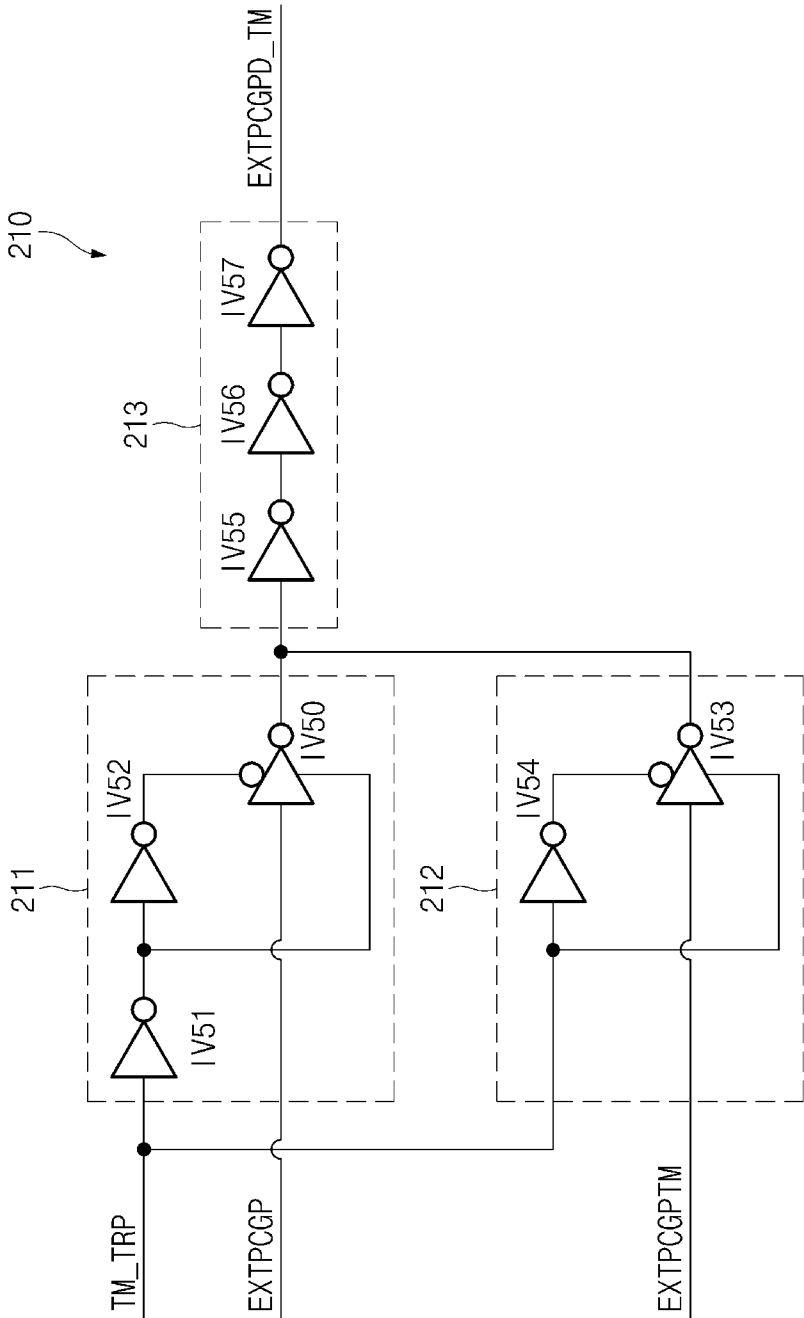 210
EXTPCGPD_TM
213
IV55
IV56
IV57
211
IV51
IV52
IV50
212
IV54
IV53
TM_TRP
EXTPCGP
EXTPCGPTM